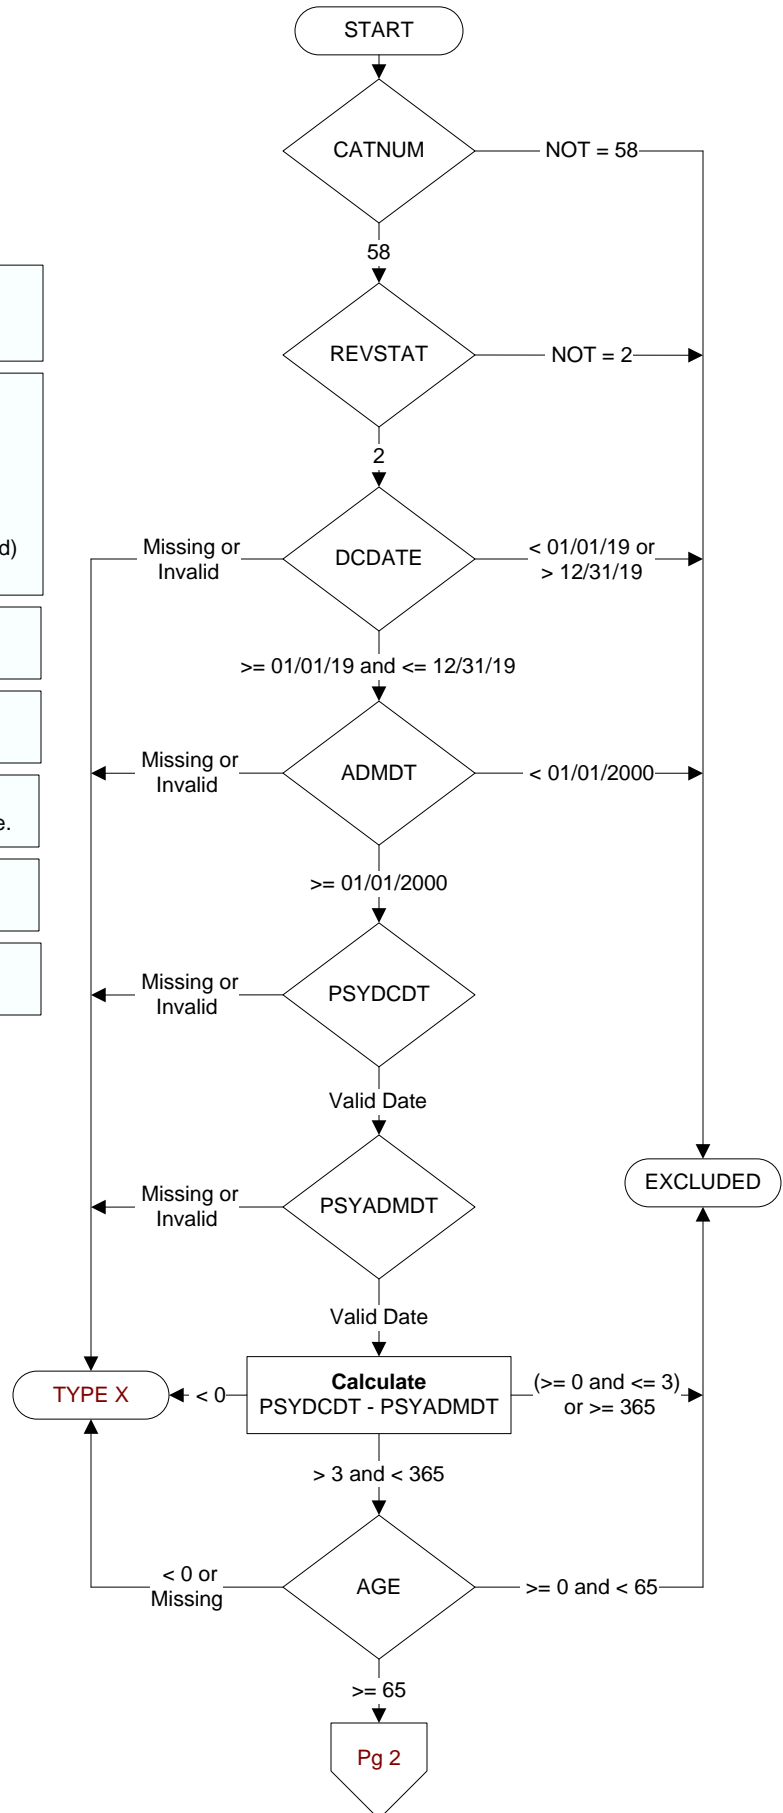 START
CATNUM
NOT = 58
58
REVSTAT
NOT = 2
2
d)
Missing or
Invalid
DCDATE
< 01/01/19 or
> 12/31/19
>= 01/01/19 and <= 12/31/19
Missing or
Invalid
ADMDT
< 01/01/2000
e.
>= 01/01/2000
Missing or
Invalid
PSYDCDT
Valid Date
Missing or
Invalid
PSYADMDT
EXCLUDED
Valid Date
TYPE X
< 0
Calculate
PSYDCDT - PSYADMDT
(>= 0 and <= 3)
or >= 365
> 3 and < 365
< 0 or
Missing
AGE
>= 0 and < 65
>= 65
Pg 2